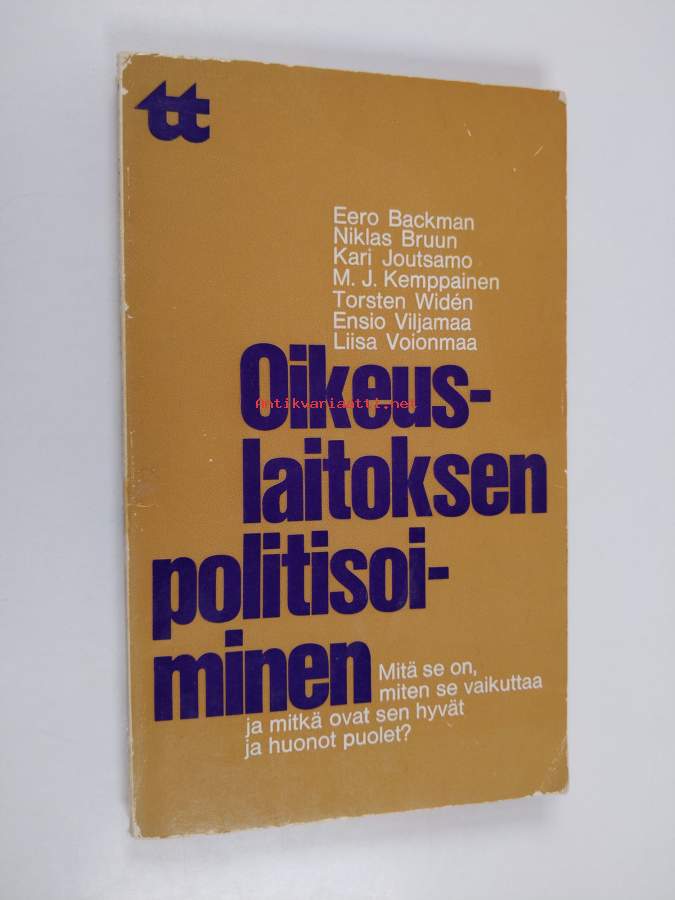 tt
Eero Backman
Niklas Bruun
Kari Joutsamo
M. J. Kemppainen
Torsten Widén
Ensio Viljamaa
Liisa Voionmaa
Oikeus-
Antikvariaatti.net
laitoksen
politisoi-
minen
Mitä se on,
miten se vaikuttaa
ja mitkä ovat sen hyvät
ja huonot puolet?